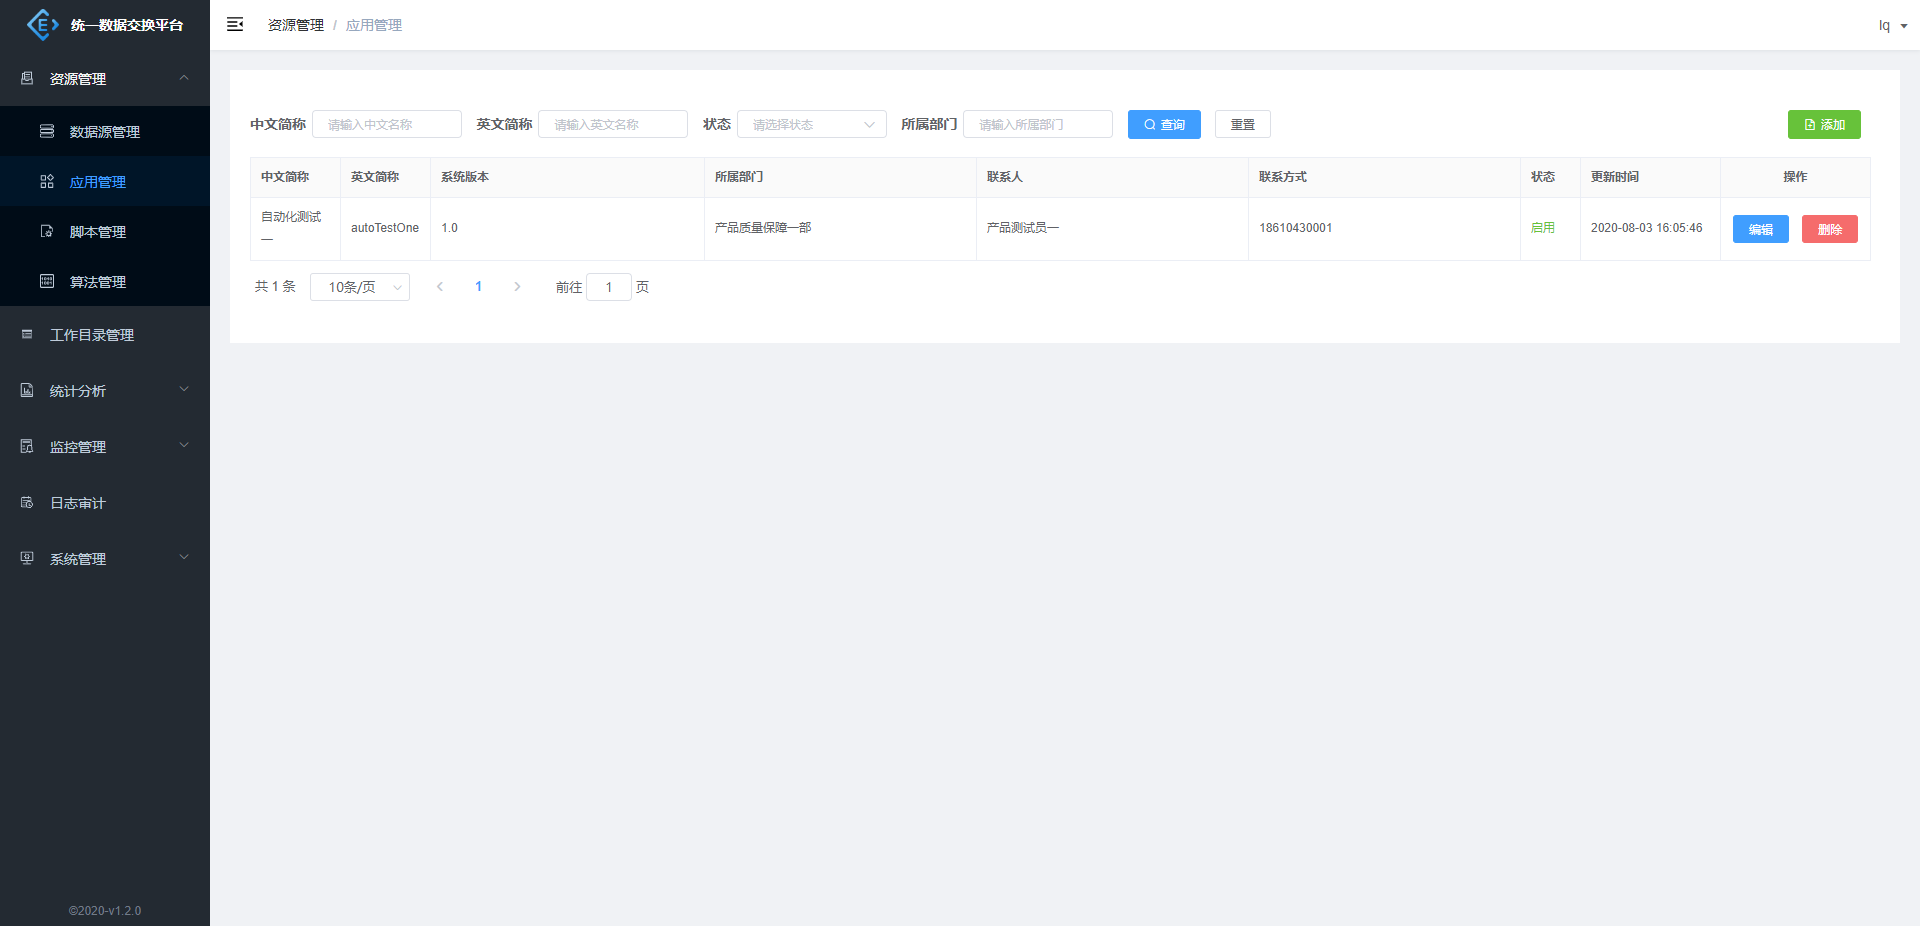 统一数据交换平台
资源管理
数据源管理
应用管理
脚本管理
算法管理
工作目录管理
统计分析
监控管理
日志审计
系统管理
©2020-v1.2.0
资源管理 / 应用管理
lq
中文简称 请输入中文名称 英文简称 请输入英文名称 状态 请选择状态 所属部门 请输入所属部门 查询 重置 添加
中文简称 英文简称 系统版本 所属部门 联系人 联系方式 状态 更新时间 操作
自动化测试一 autoTestOne 1.0 产品质量保障一部 产品测试员一 18610430001 启用 2020-08-03 16:05:46 编辑 删除
共 1 条 10条/页 1 前往 1 页